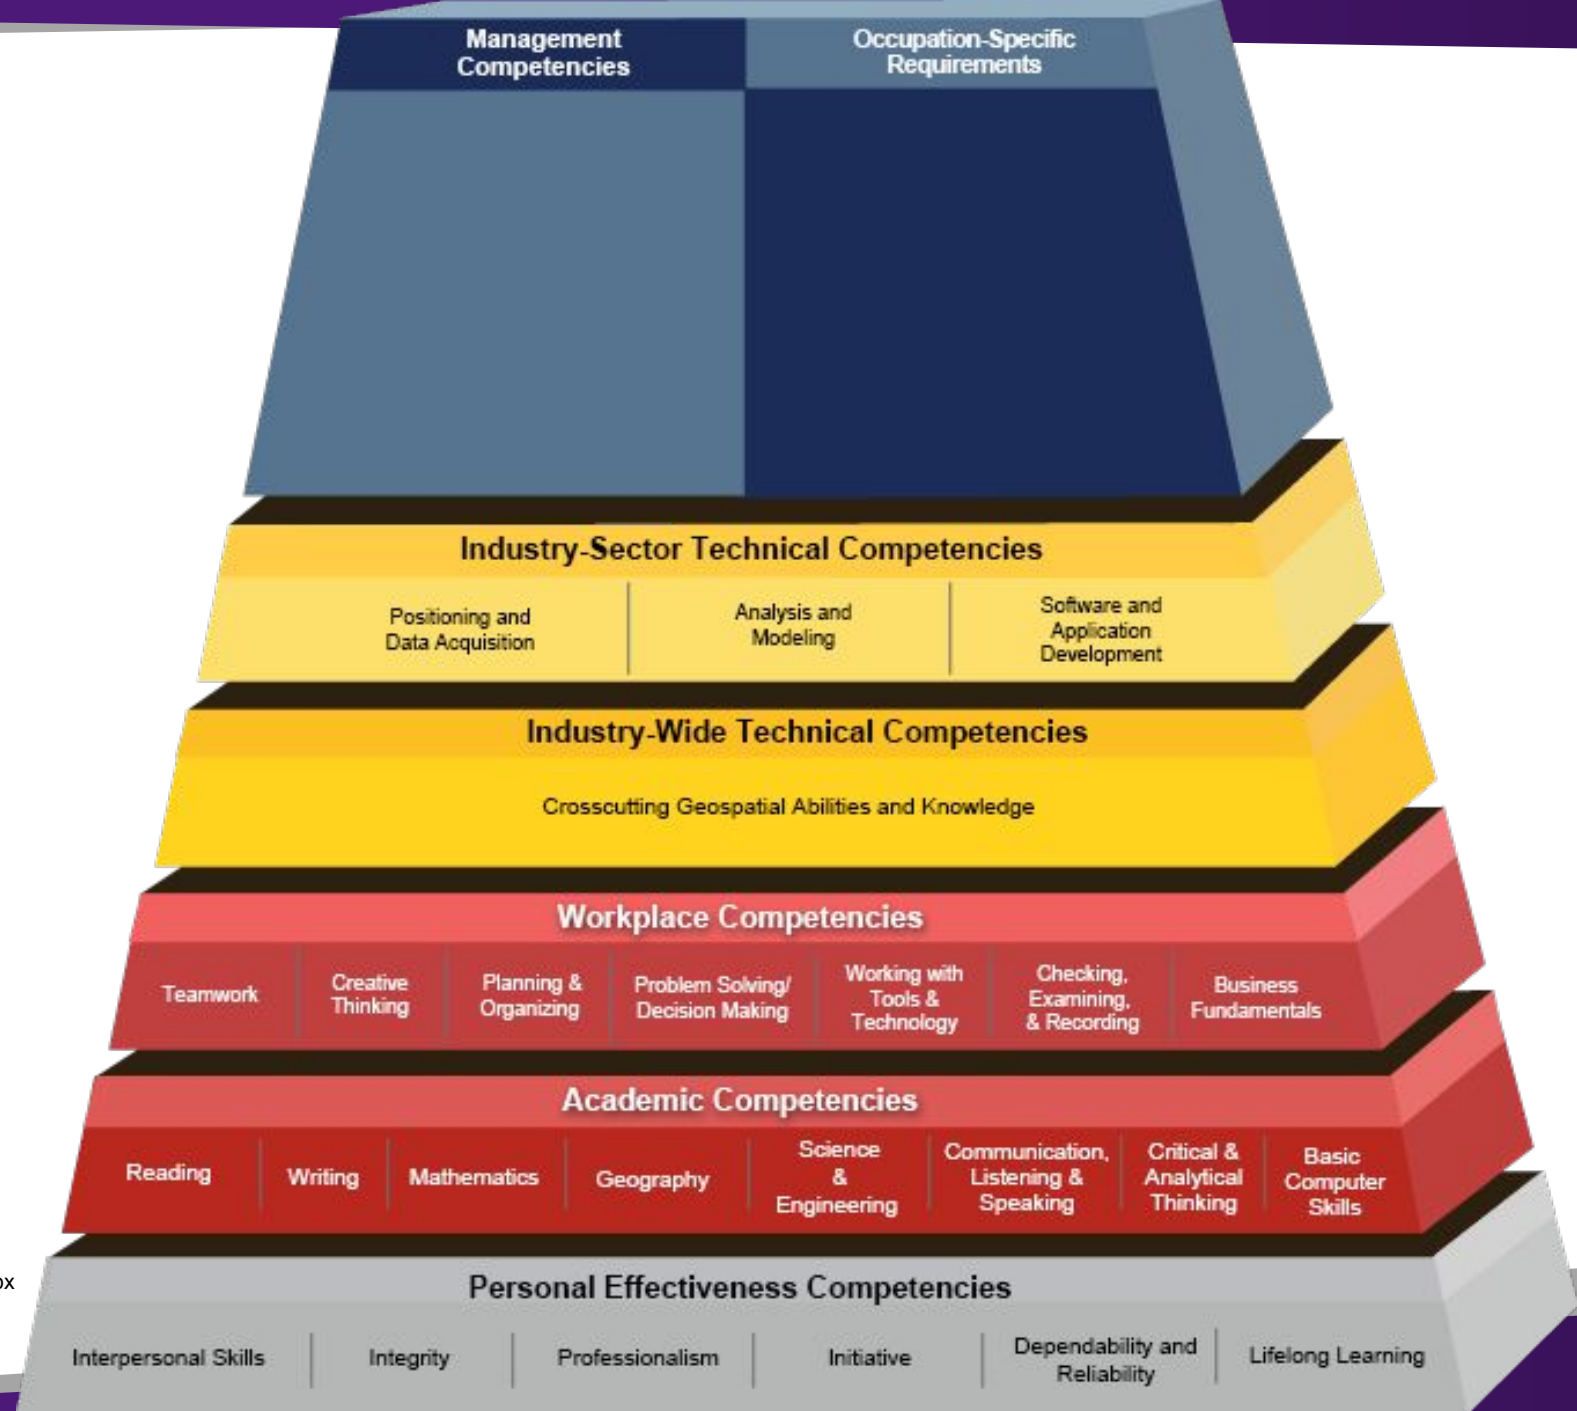 Management
Competencies
Occupation-Specific
Requirements
Industry-Sector Technical Competencies
Positioning and
Data Acquisition
Analysis and
Modeling
Software and
Application
Development
Industry-Wide Technical Competencies
Crosscutting Geospatial Abilities and Knowledge
Workplace Competencies
Teamwork
Creative
Thinking
Planning &
Organizing
Problem Solving/
Decision Making
Working with
Tools &
Technology
Checking,
Examining,
& Recording
Business
Fundamentals
Academic Competencies
Reading
Writing
Mathematics
Geography
Science
&
Engineering
Communication,
Listening &
Speaking
Critical &
Analytical
Thinking
Basic
Computer
Skills
ox
Personal Effectiveness Competencies
Interpersonal Skills
Integrity
Professionalism
Initiative
Dependability and
Reliability
Lifelong Learning